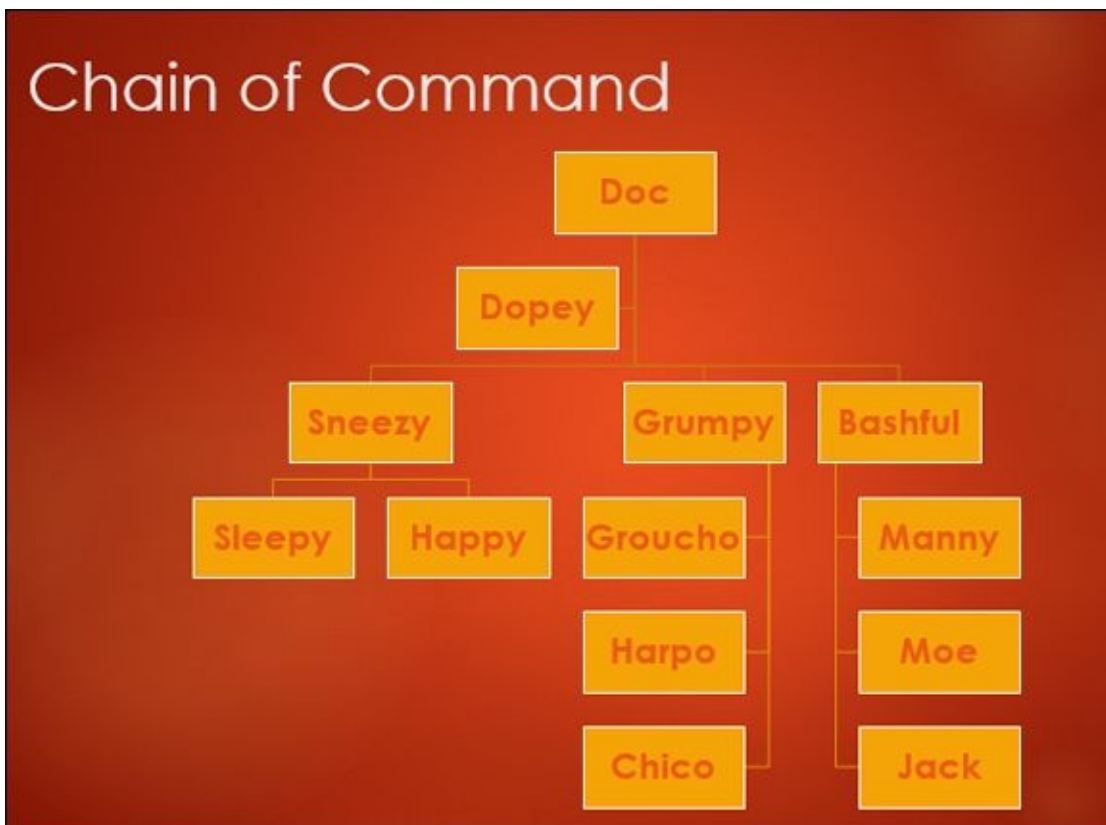 Chain of Command
Doc
Dopey
Sneezy
Grumpy
Bashful
Sleepy
Happy
Groucho
Manny
Harpo
Moe
Chico
Jack